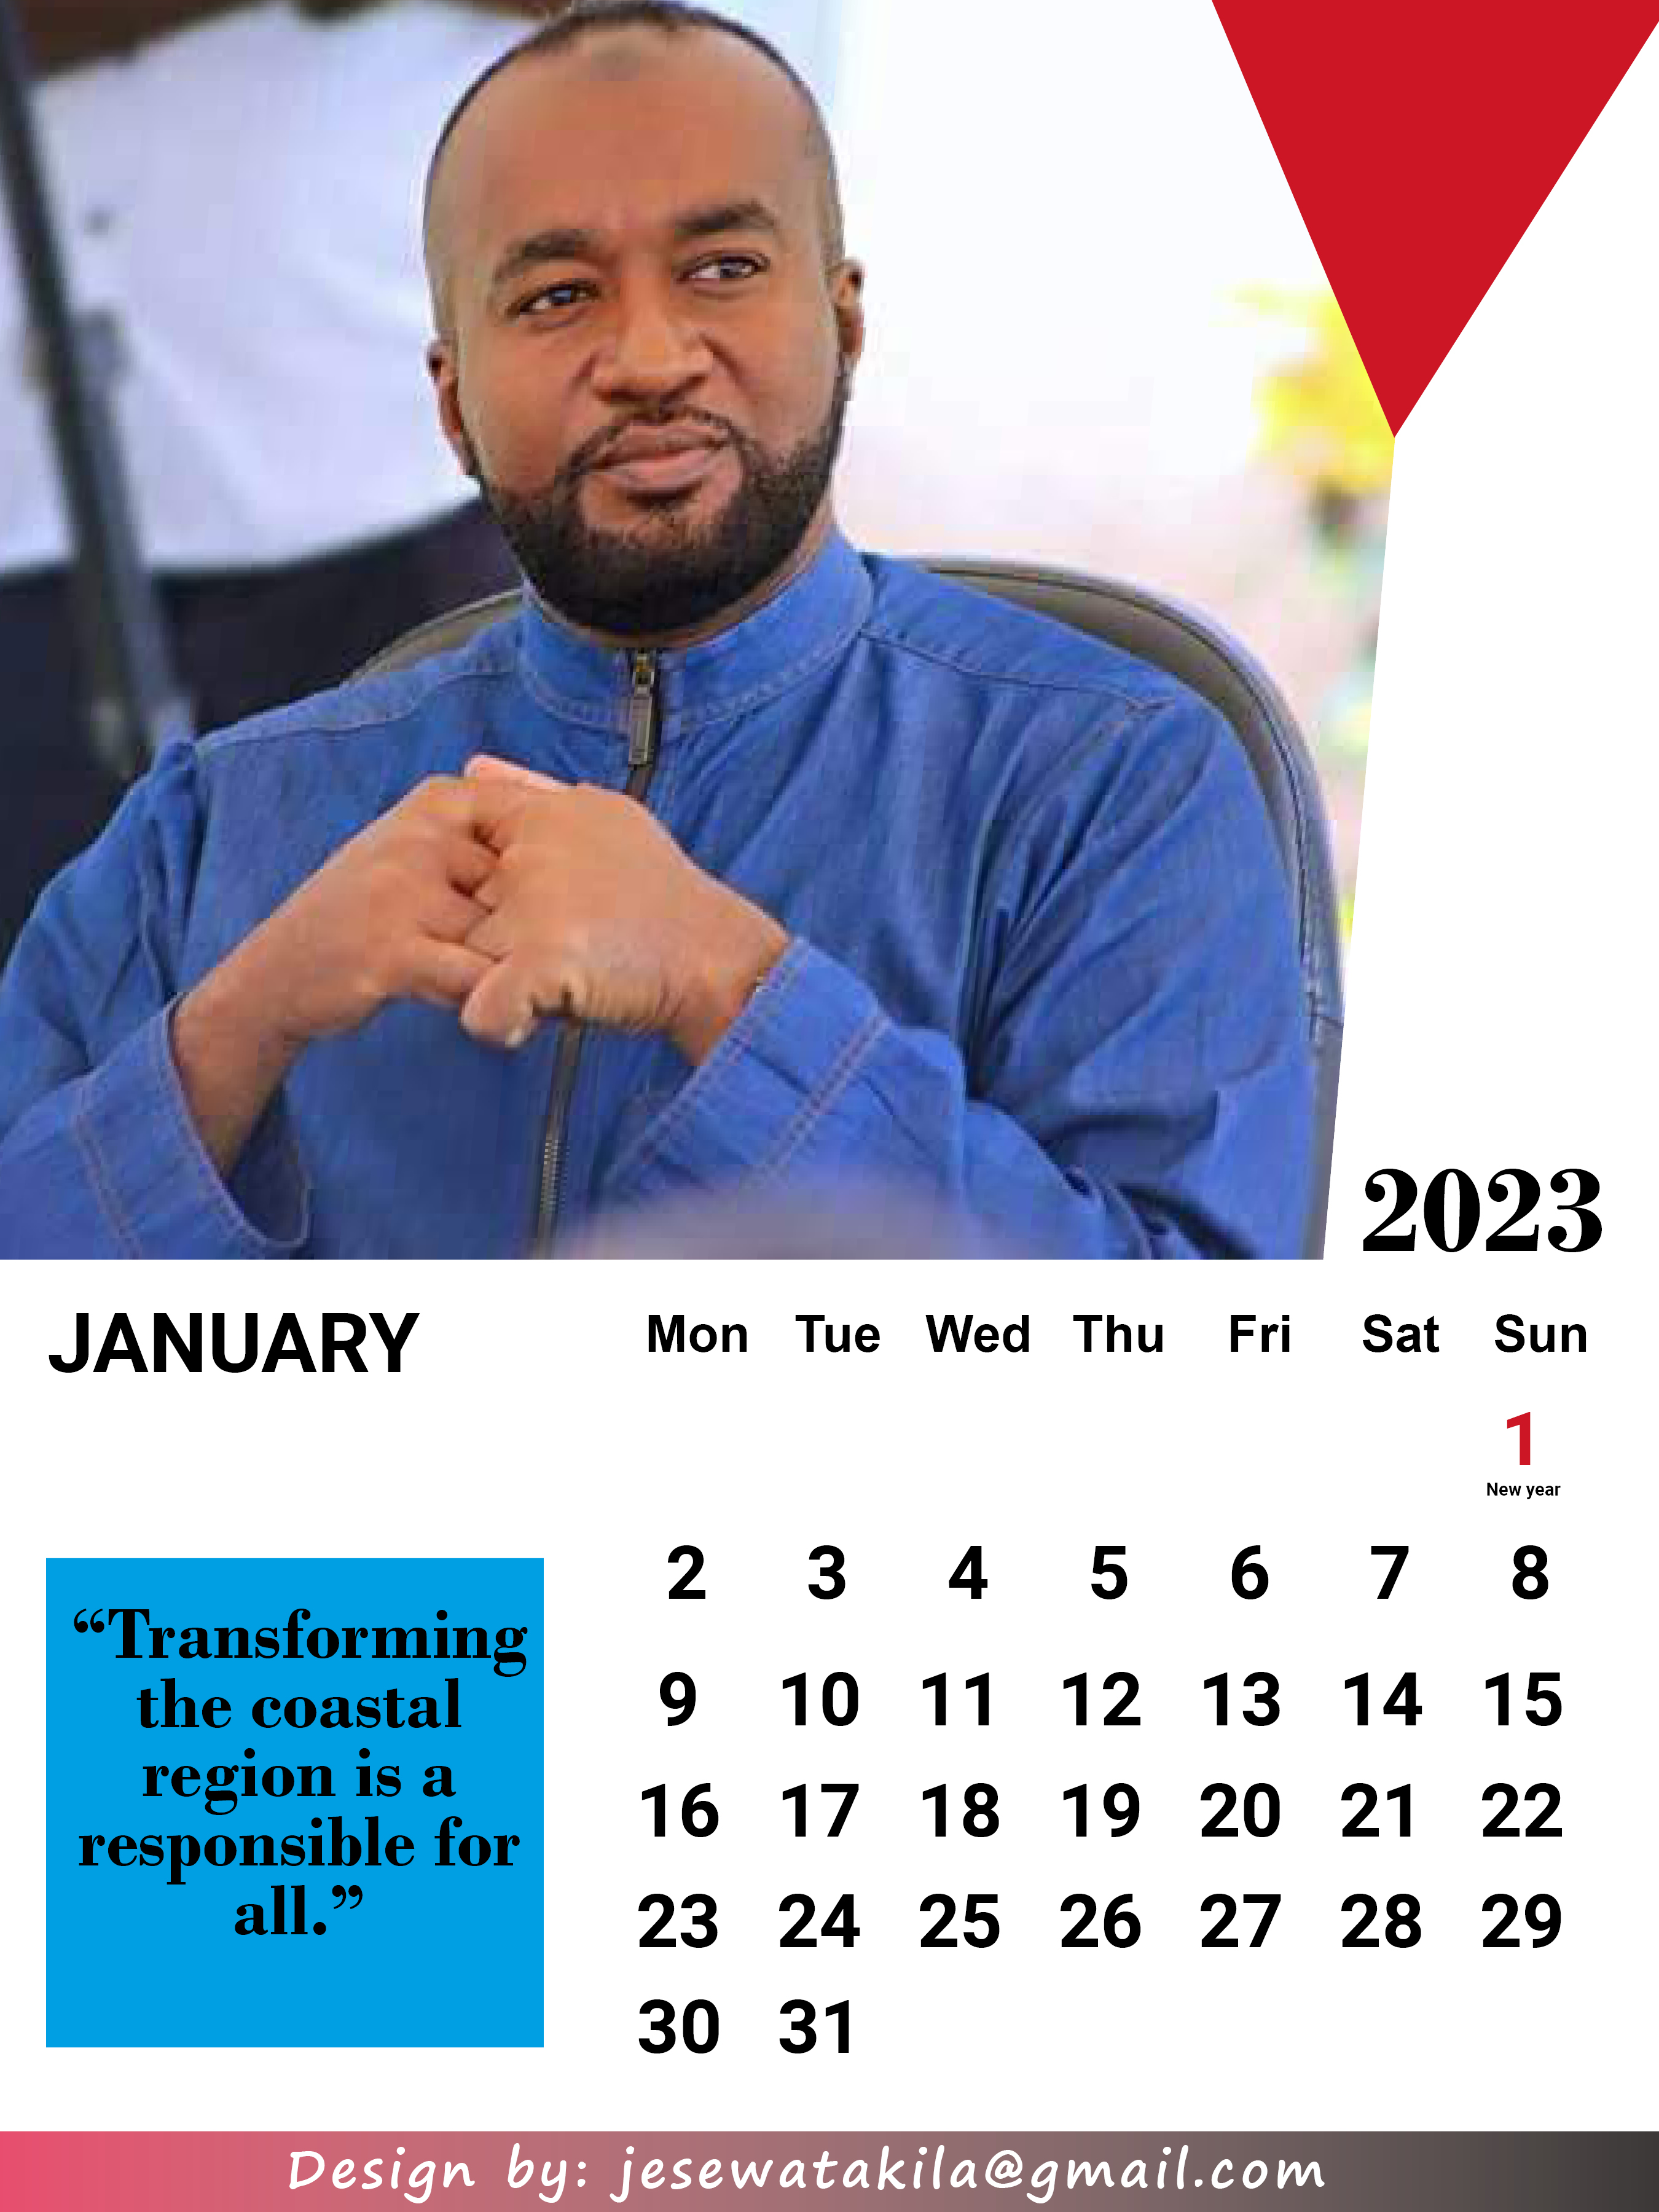 2023
JANUARY
Mon Tue Wed Thu Fri Sat Sun
1
New year
2 3 4 5 6 7 8
9 10 11 12 13 14 15
16 17 18 19 20 21 22
23 24 25 26 27 28 29
30 31
“Transforming
the coastal
region is a
responsible for
all.”
Design by: jesewatakila@gmail.com